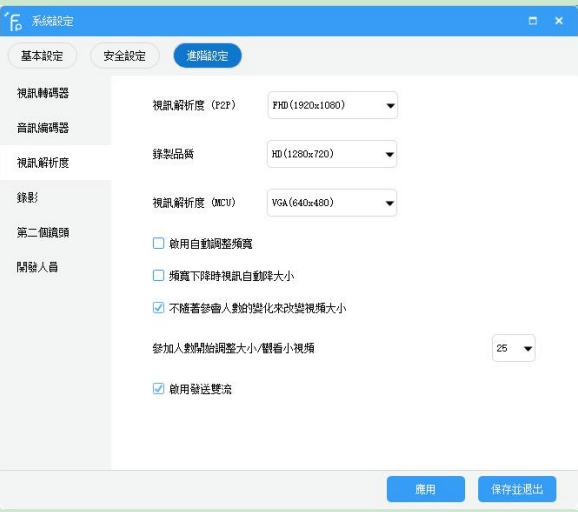 Fp 系統設定
基本設定 安全設定 進階設定
視訊轉碼器
音訊編碼器
視訊解析度
錄影
第二個鏡頭
開發人員
視訊解析度 (P2P) FHD(1920x1080)
錄製品質 HD(1280x720)
視訊解析度 (MCU) VGA(640x480)
啟用自動調整頻寬
頻寬下降時視訊自動降大小
不隨著參會人數的變化來改變視頻大小
參加人數開始調整大小/觀看小視頻 25
啟用發送雙流
應用 保存並退出